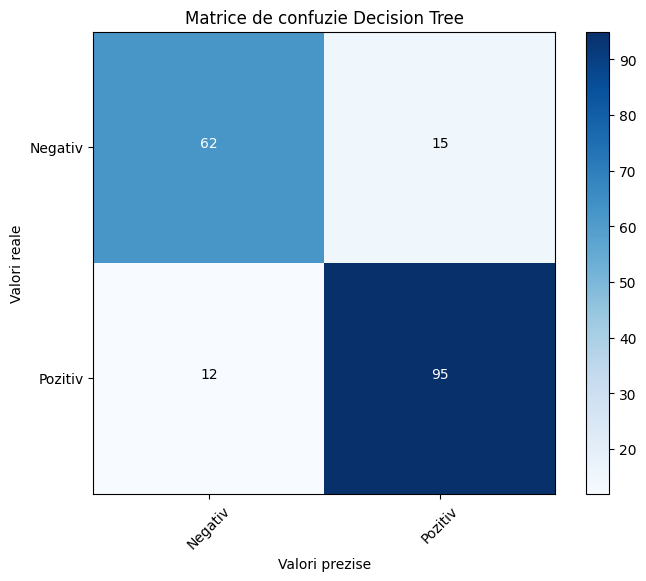 Matrice de confuzie Decision Tree
Valori reale
Negativ
Pozitiv
62
15
12
95
Negativ
Pozitiv
Valori prezise
90
80
70
60
50
40
30
20